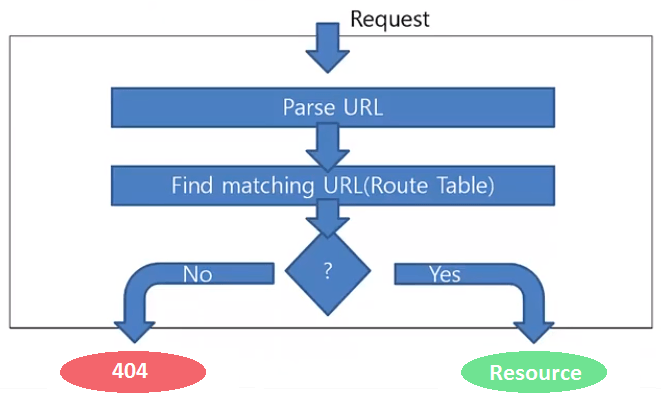 Request
Parse URL
Find matching URL(Route Table)
?
No
Yes
404
Resource